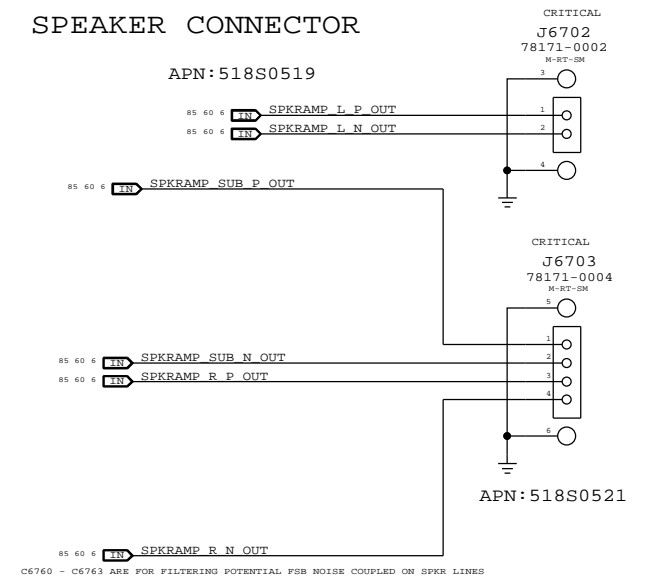 SPEAKER CONNECTOR
CRITICAL
J6702
78171-0002
M-RT-SM
APN:518S0519
3
85 60 6 IN SPKRAMP_L_P_OUT 1
85 60 6 IN SPKRAMP_L_N_OUT 2
4
85 60 6 IN SPKRAMP_SUB_P_OUT
CRITICAL
J6703
78171-0004
M-RT-SM
5
1
85 60 6 IN SPKRAMP_SUB_N_OUT 2
85 60 6 IN SPKRAMP_R_P_OUT 3
4
6
APN:518S0521
85 60 6 IN SPKRAMP_R_N_OUT
C6760 - C6763 ARE FOR FILTERING POTENTIAL FSB NOISE COUPLED ON SPKR LINES